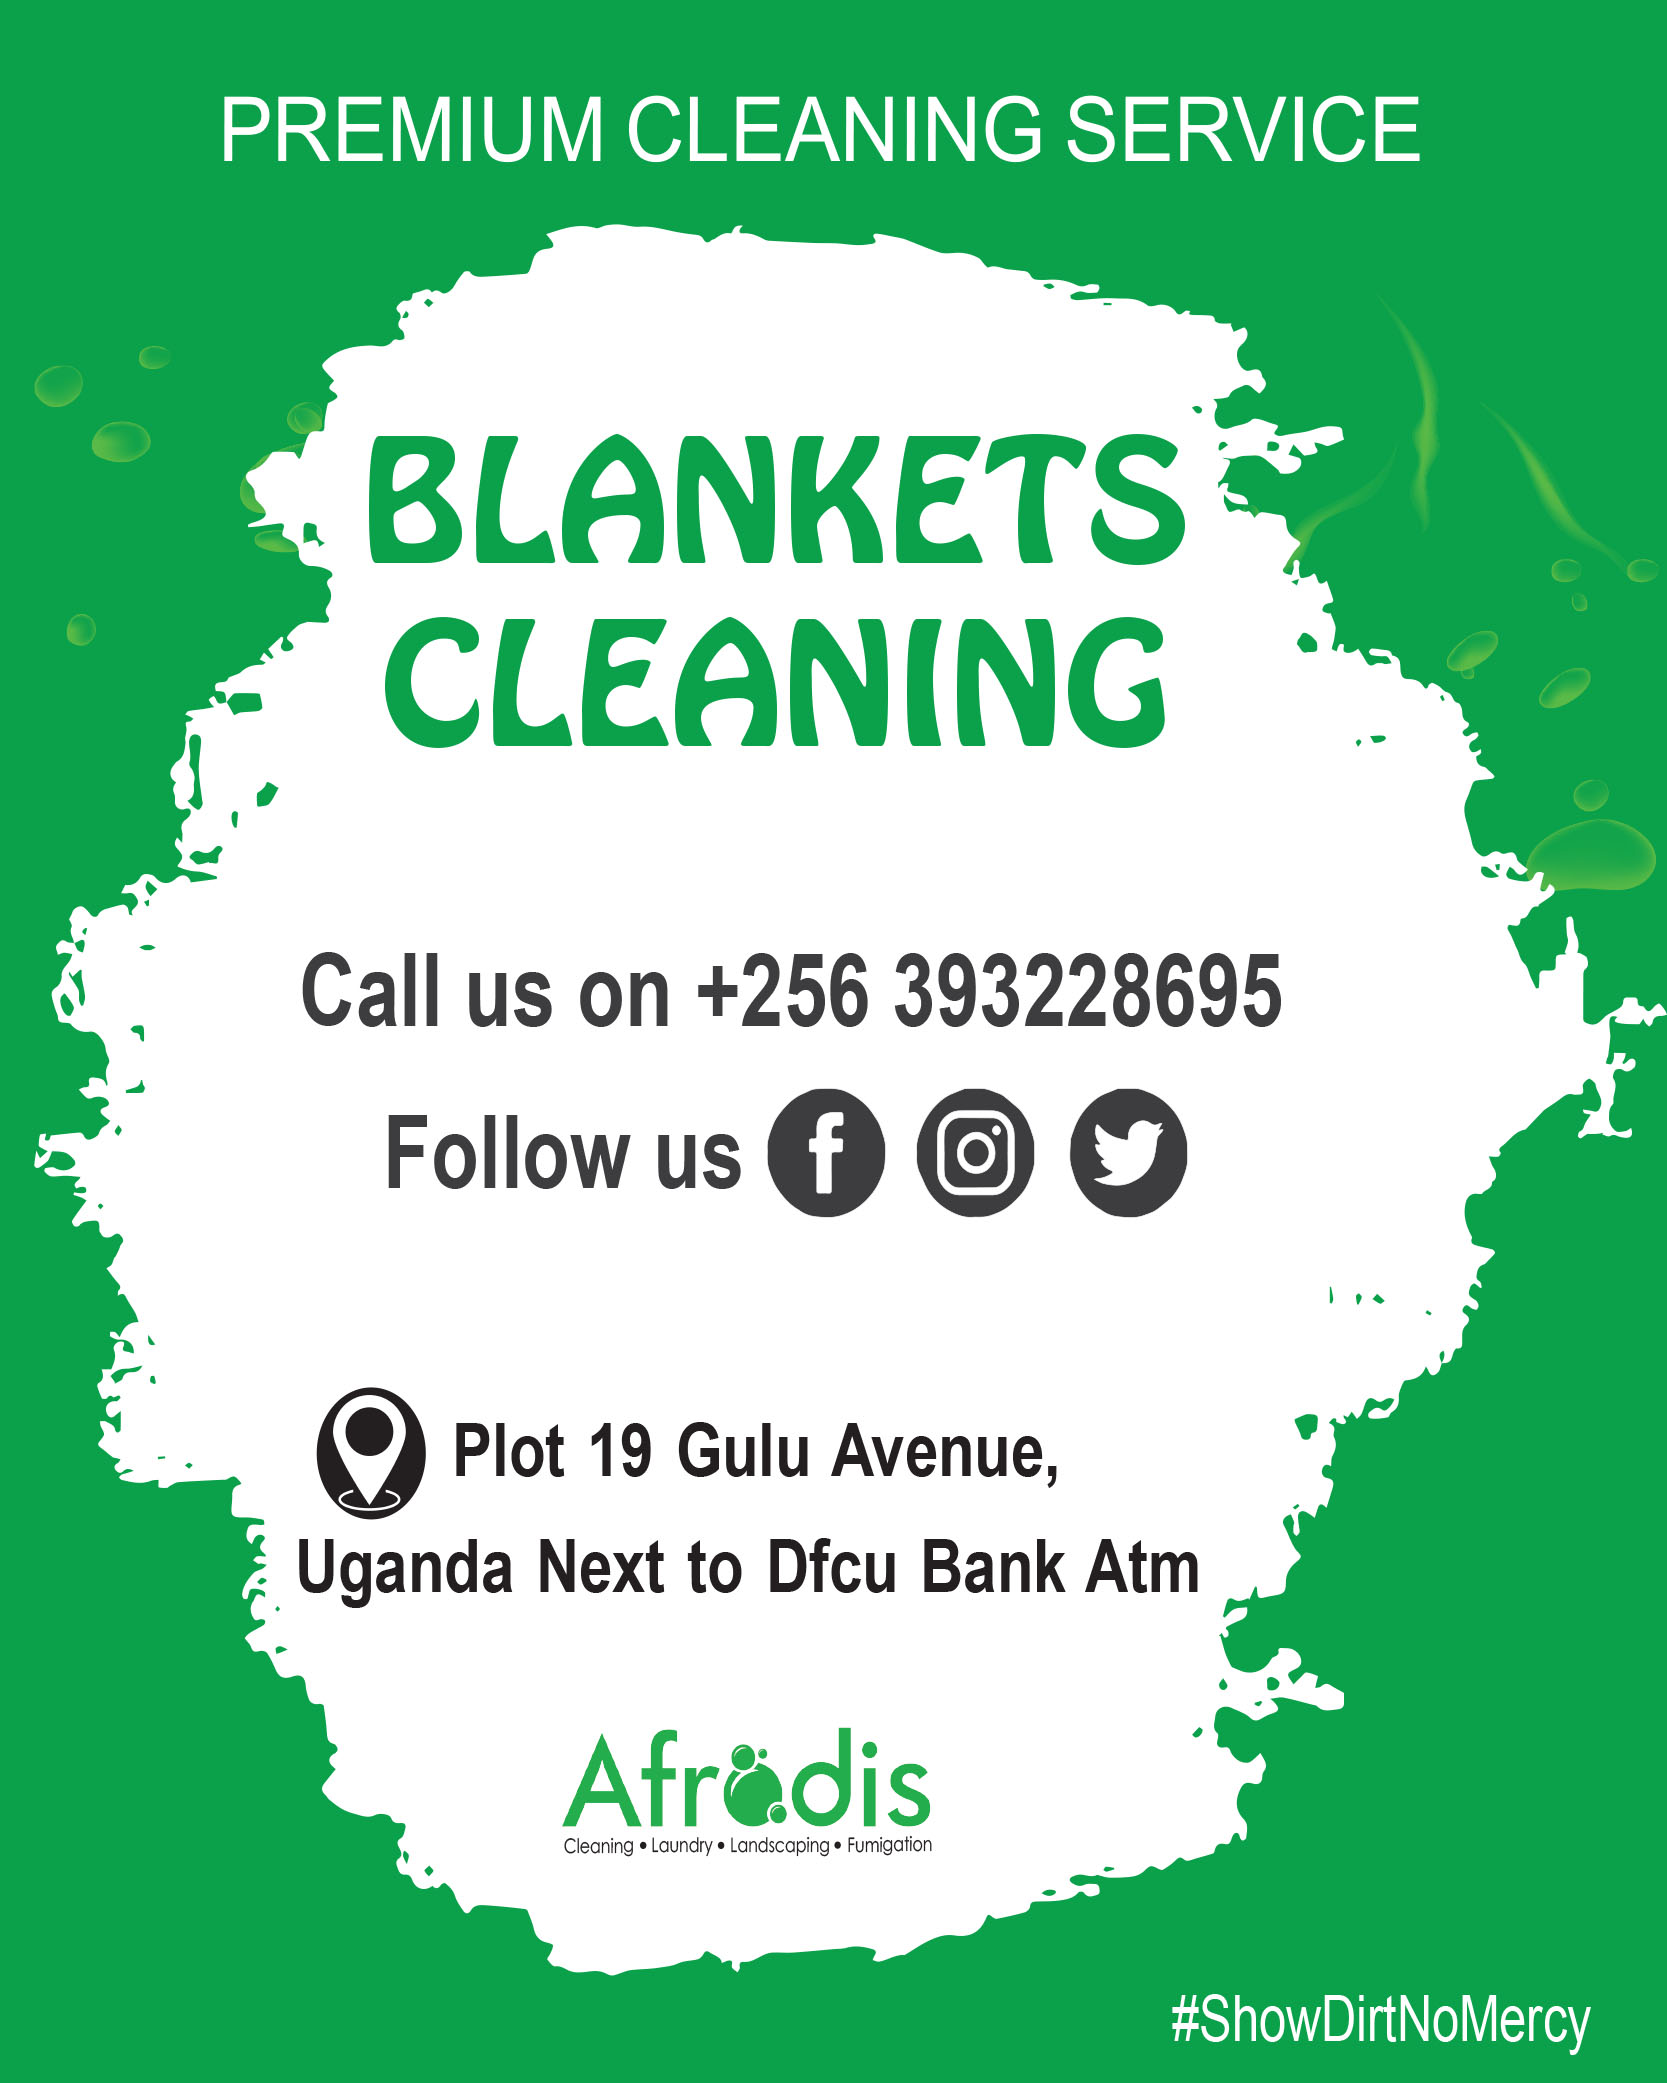 PREMIUM CLEANING SERVICE
BLANKETS
CLEANING
Call us on +256 393228695
Follow us
Plot 19 Gulu Avenue,
Uganda Next to Dfcu Bank Atm
Afrodis
Cleaning • Laundry • Landscaping • Fumigation
#ShowDirtNoMercy